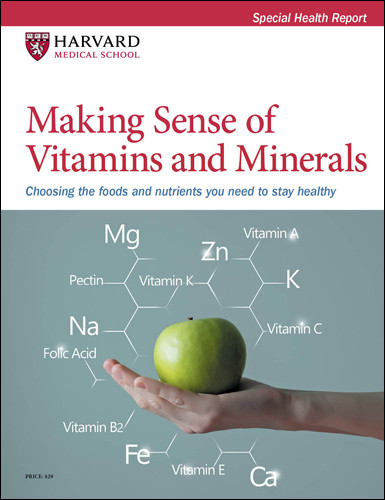 Special Health Report
HARVARD
MEDICAL SCHOOL
Making Sense of
Vitamins and Minerals
Choosing the foods and nutrients you need to stay healthy
Mg
Zn
Vitamin A
Pectin
Vitamin K
K
Na
Vitamin C
Folic Acid
Vitamin B2
Fe
Vitamin E
Ca
PRICE: $29